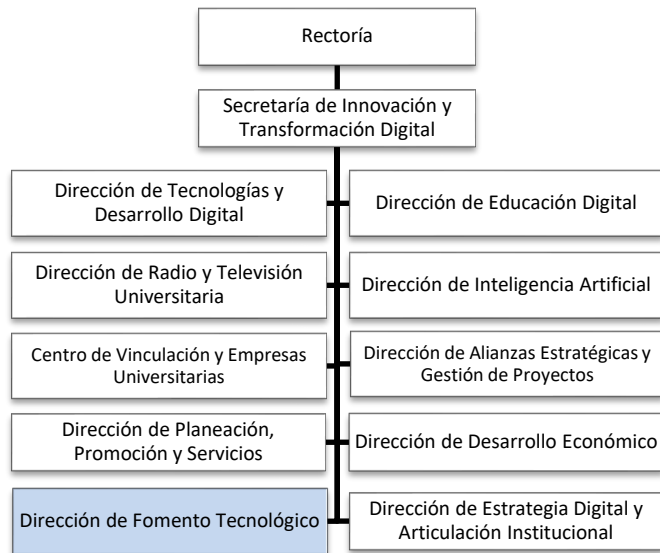 Rectoría
Secretaría de Innovación y
Transformación Digital
Dirección de Tecnologías y
Desarrollo Digital
Dirección de Educación Digital
Dirección de Radio y Televisión
Universitaria
Dirección de Inteligencia Artificial
Centro de Vinculación y Empresas
Universitarias
Dirección de Alianzas Estratégicas y
Gestión de Proyectos
Dirección de Planeación,
Promoción y Servicios
Dirección de Desarrollo Económico
Dirección de Fomento Tecnológico
Dirección de Estrategia Digital y
Articulación Institucional